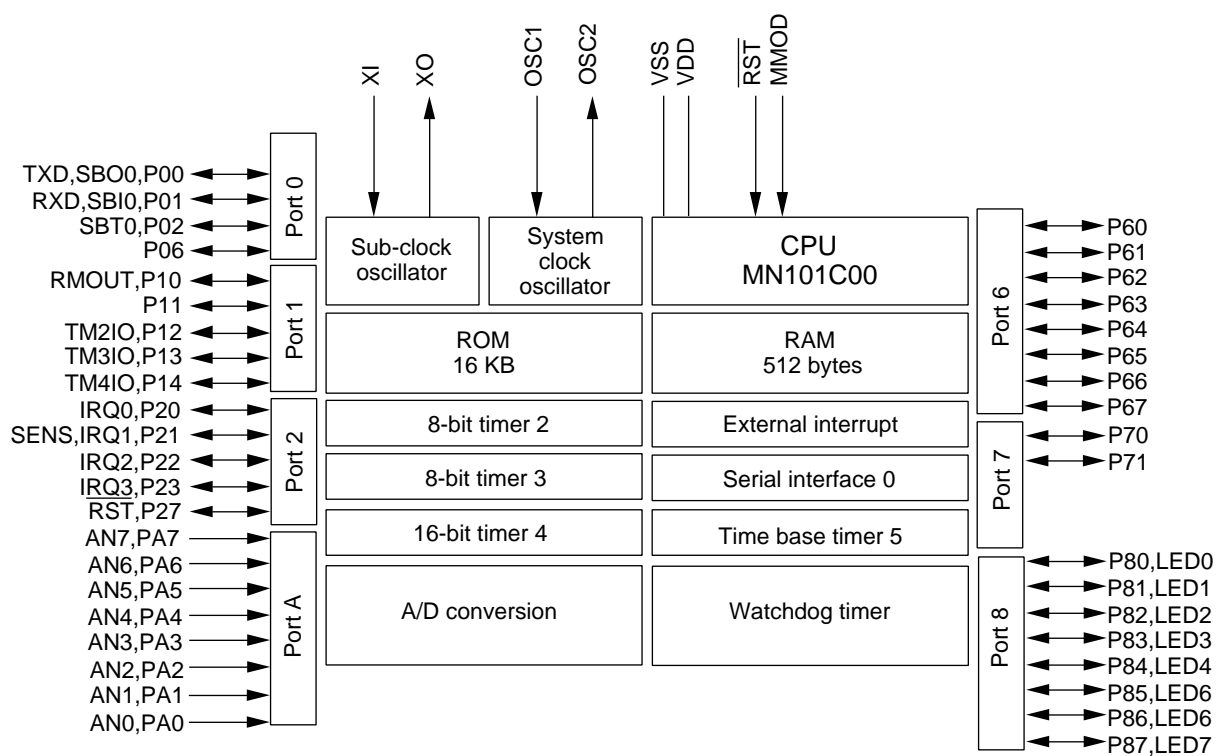 XI
XO
OSC1
OSC2
VSS
VDD
RST
MMOD
TXD,SBO0,P00
RXD,SBI0,P01
SBT0,P02
P06
Port 0
RMOUT,P10
P11
TM2IO,P12
TM3IO,P13
TM4IO,P14
Port 1
IRQ0,P20
SENS,IRQ1,P21
IRQ2,P22
IRQ3,P23
RST,P27
Port 2
AN7,PA7
AN6,PA6
AN5,PA5
AN4,PA4
AN3,PA3
AN2,PA2
AN1,PA1
AN0,PA0
Port A
Sub-clock
oscillator
System
clock
oscillator
CPU
MN101C00
ROM
16 KB
RAM
512 bytes
8-bit timer 2
External interrupt
8-bit timer 3
Serial interface 0
16-bit timer 4
Time base timer 5
A/D conversion
Watchdog timer
Port 6
P60
P61
P62
P63
P64
P65
P66
P67
Port 7
P70
P71
Port 8
P80,LED0
P81,LED1
P82,LED2
P83,LED3
P84,LED4
P85,LED6
P86,LED6
P87,LED7